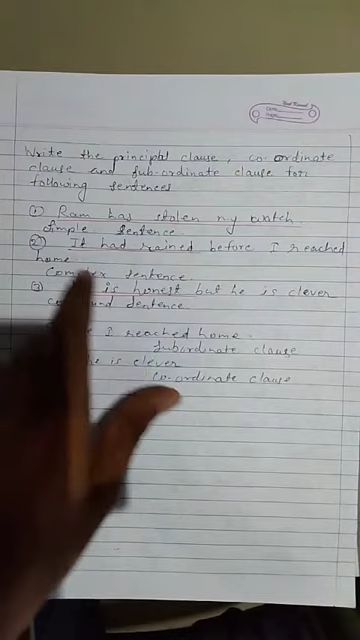 Write the principal clause, co-ordinate
clause and sub-ordinate clause for
following sentences
① Ram has stolen my watch
simple sentence
② It had rained before I reached
home
Complex sentence
③ is honest but he is clever
compound sentence
I reached home
subordinate clause
he is clever
co-ordinate clause